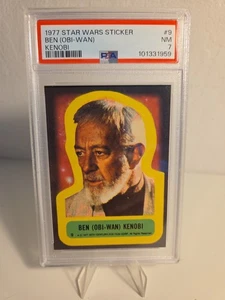 1977 STAR WARS STICKER #9
BEN (OBI-WAN) NM
KENOBI 7
PSA 101331959
BEN (OBI-WAN) KENOBI